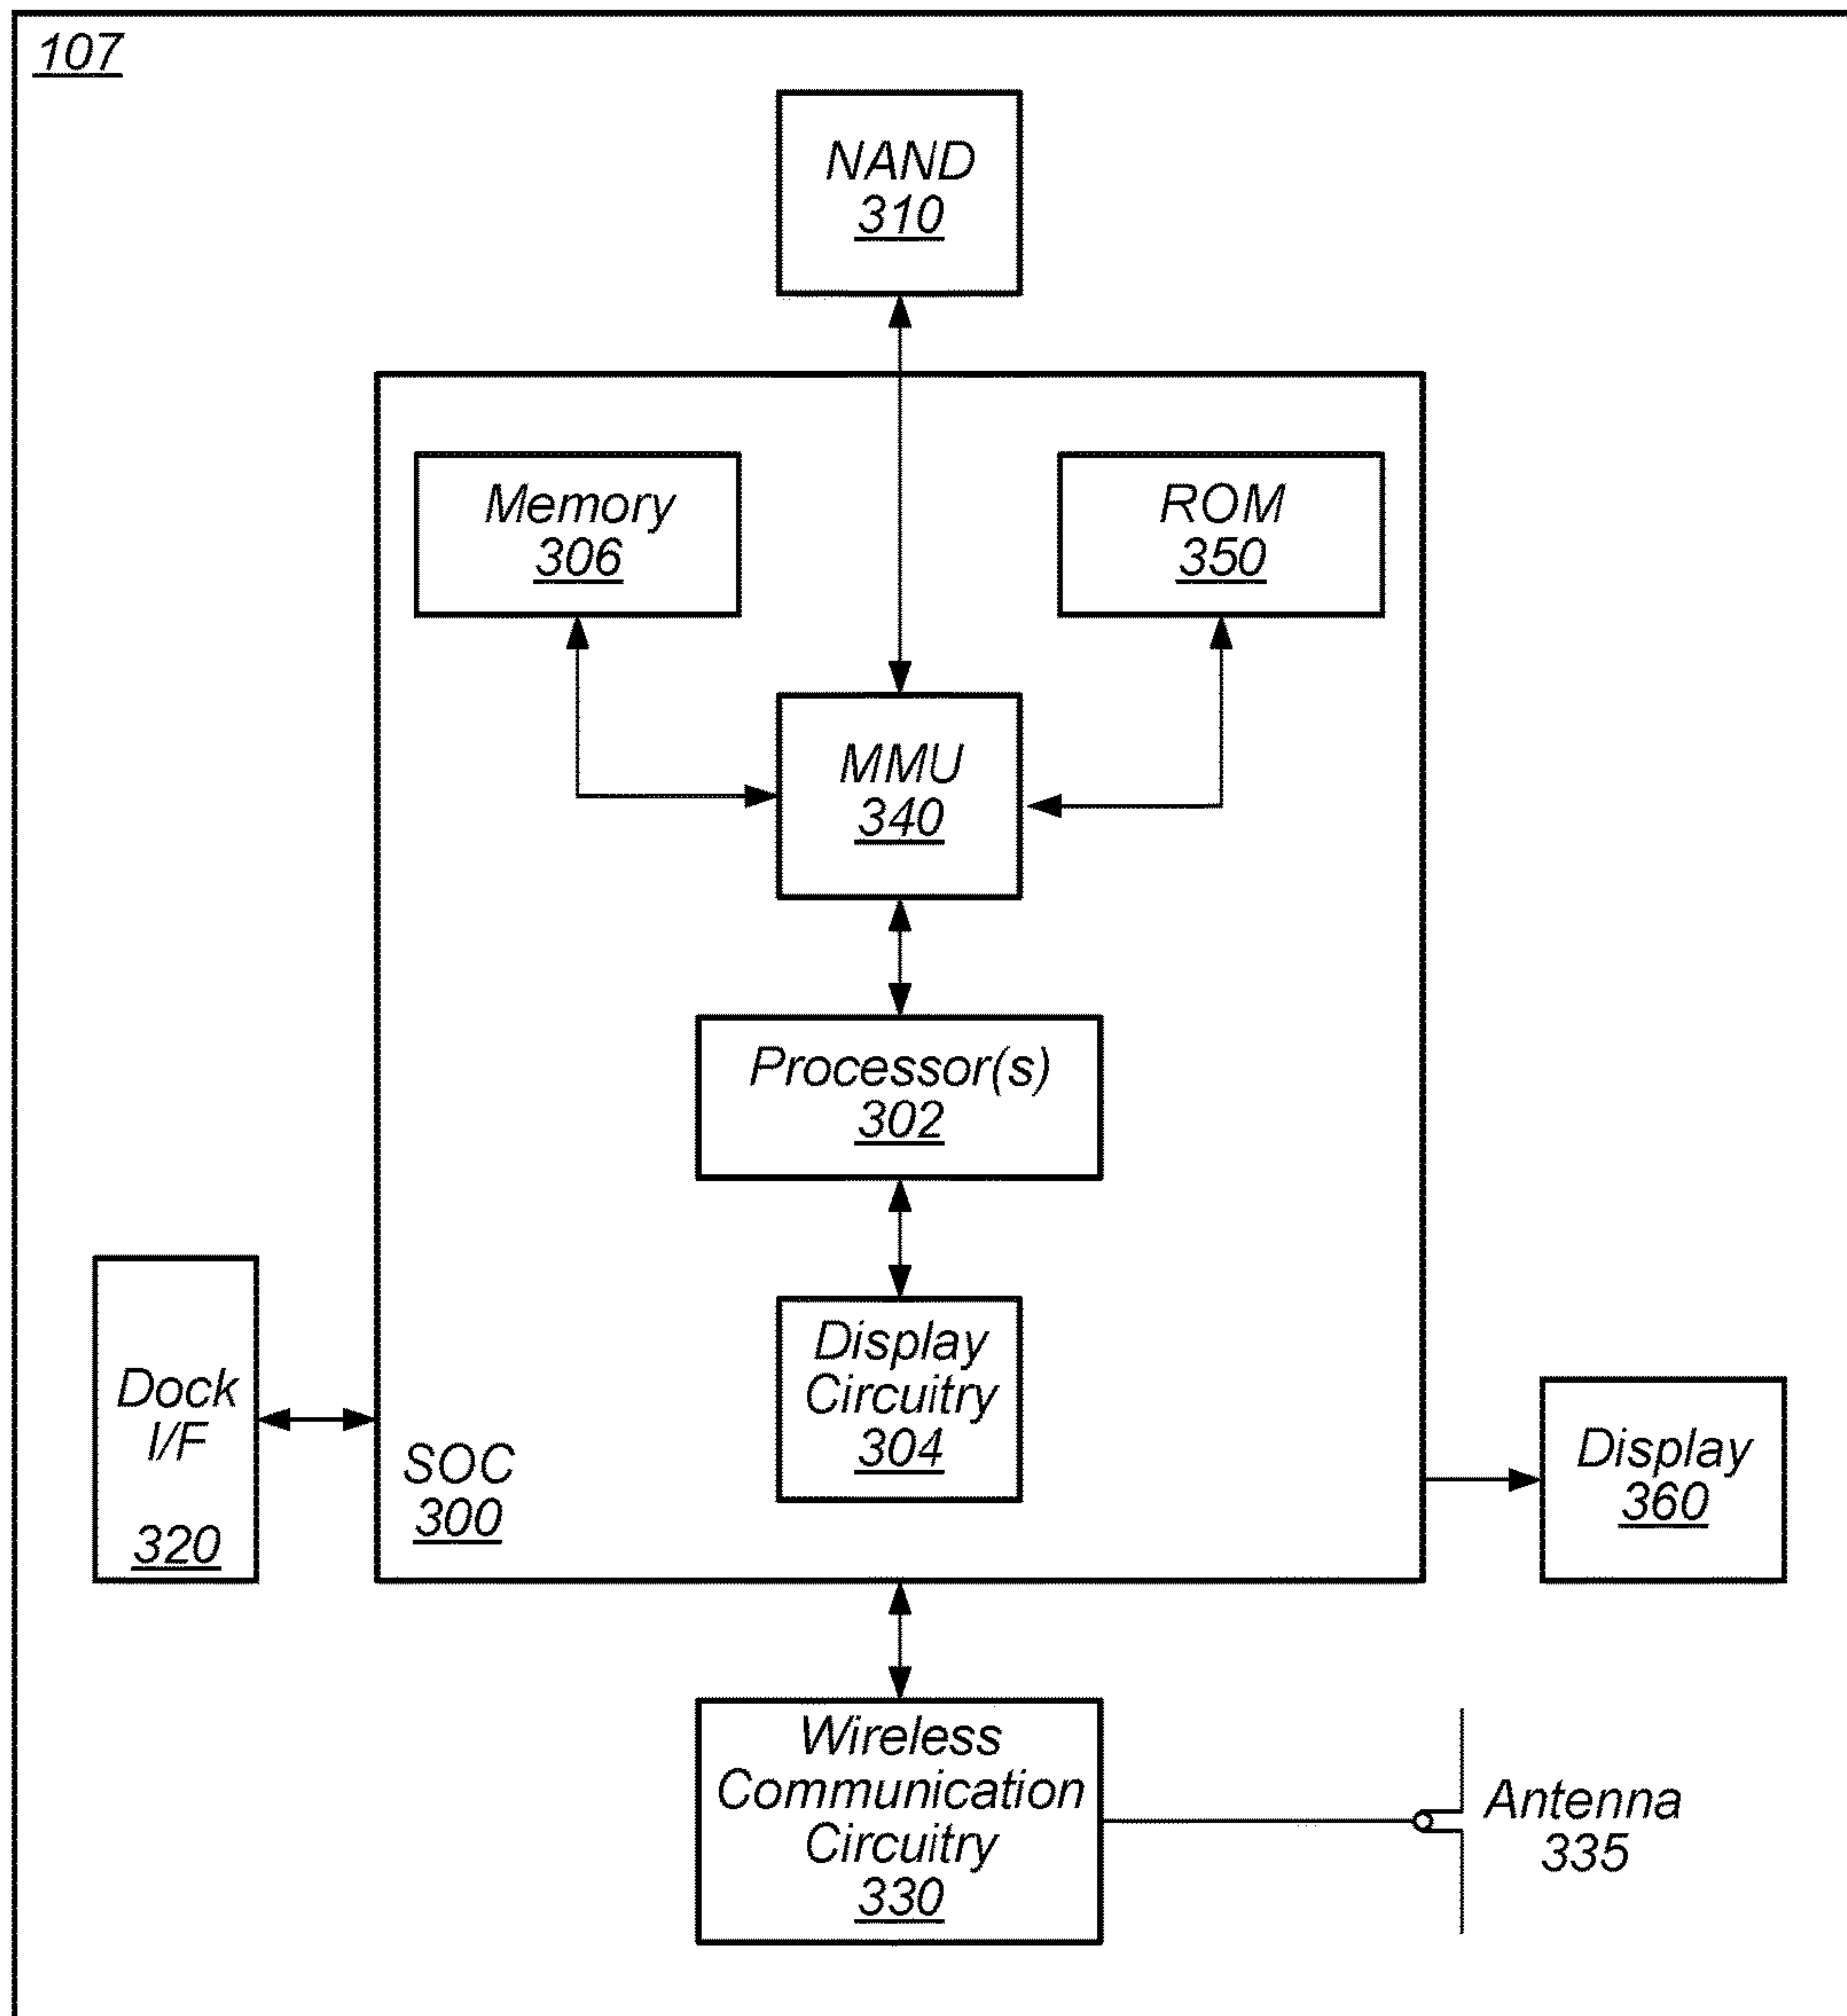 107
NAND
310
Memory
306
ROM
350
MMU
340
Processor(s)
302
Display
Circuitry
304
Dock
I/F
320
SOC
300
Display
360
Wireless
Communication
Circuitry
330
Antenna
335